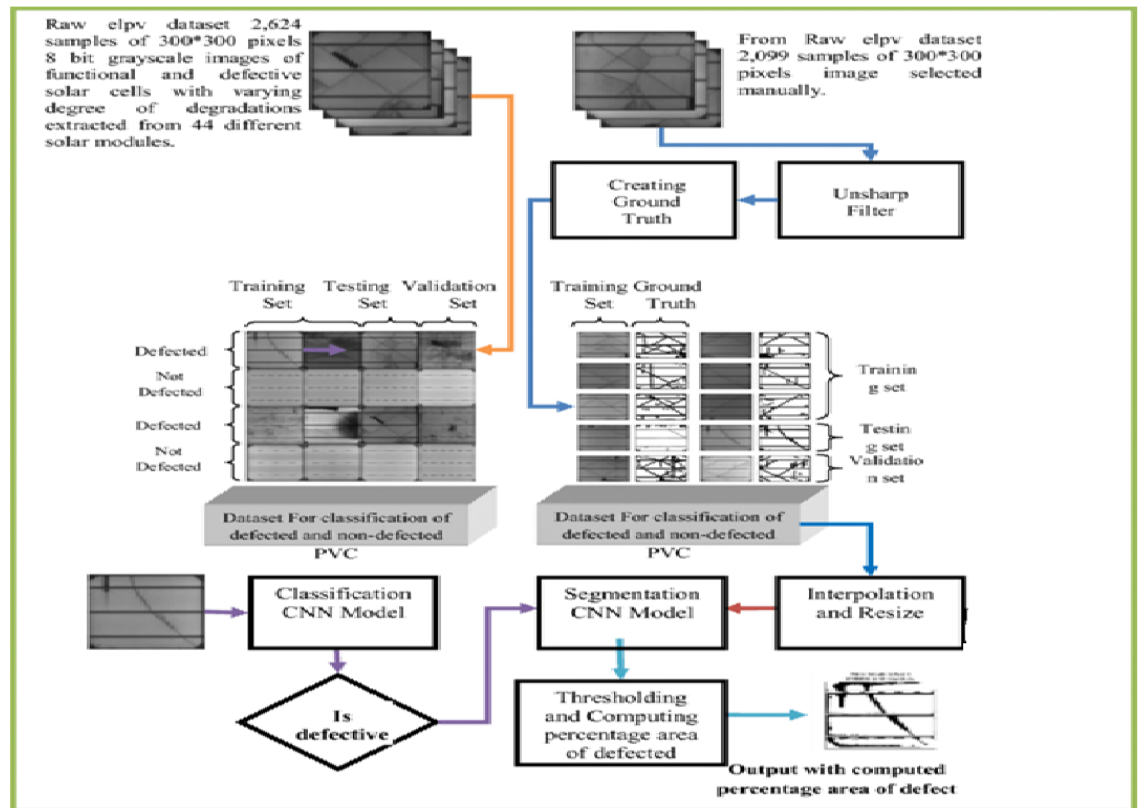 Raw elpv dataset 2,624
samples of 300*300 pixels
8 bit grayscale images of
functional and defective
solar cells with varying
degree of degradations
extracted from 44 different
solar modules.
From Raw elpv dataset
2,099 samples of 300*300
pixels image selected
manually.
Creating
Ground
Truth
Unsharp
Filter
Training Testing Validation
Set Set Set
Defected
Not
Defected
Defected
Not
Defected
Training Ground
Set Truth
Trainin
g set
Testin
g set
Validatio
n set
Dataset For classification of
defected and non-defected
PVC
Dataset For classification of
defected and non-defected
PVC
Classification
CNN Model
Segmentation
CNN Model
Interpolation
and Resize
Is
defective
Thresholding
and Computing
percentage area
of defected
Output with computed
percentage area of defect